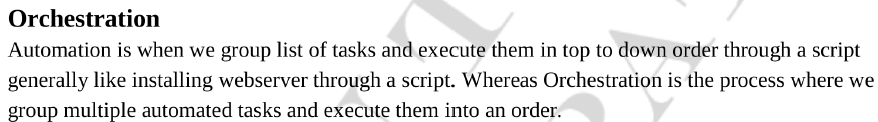 Orchestration
Automation is when we group list of tasks and execute them in top to down order through a script
generally like installing webserver through a script. Whereas Orchestration is the process where we
group multiple automated tasks and execute them into an order.